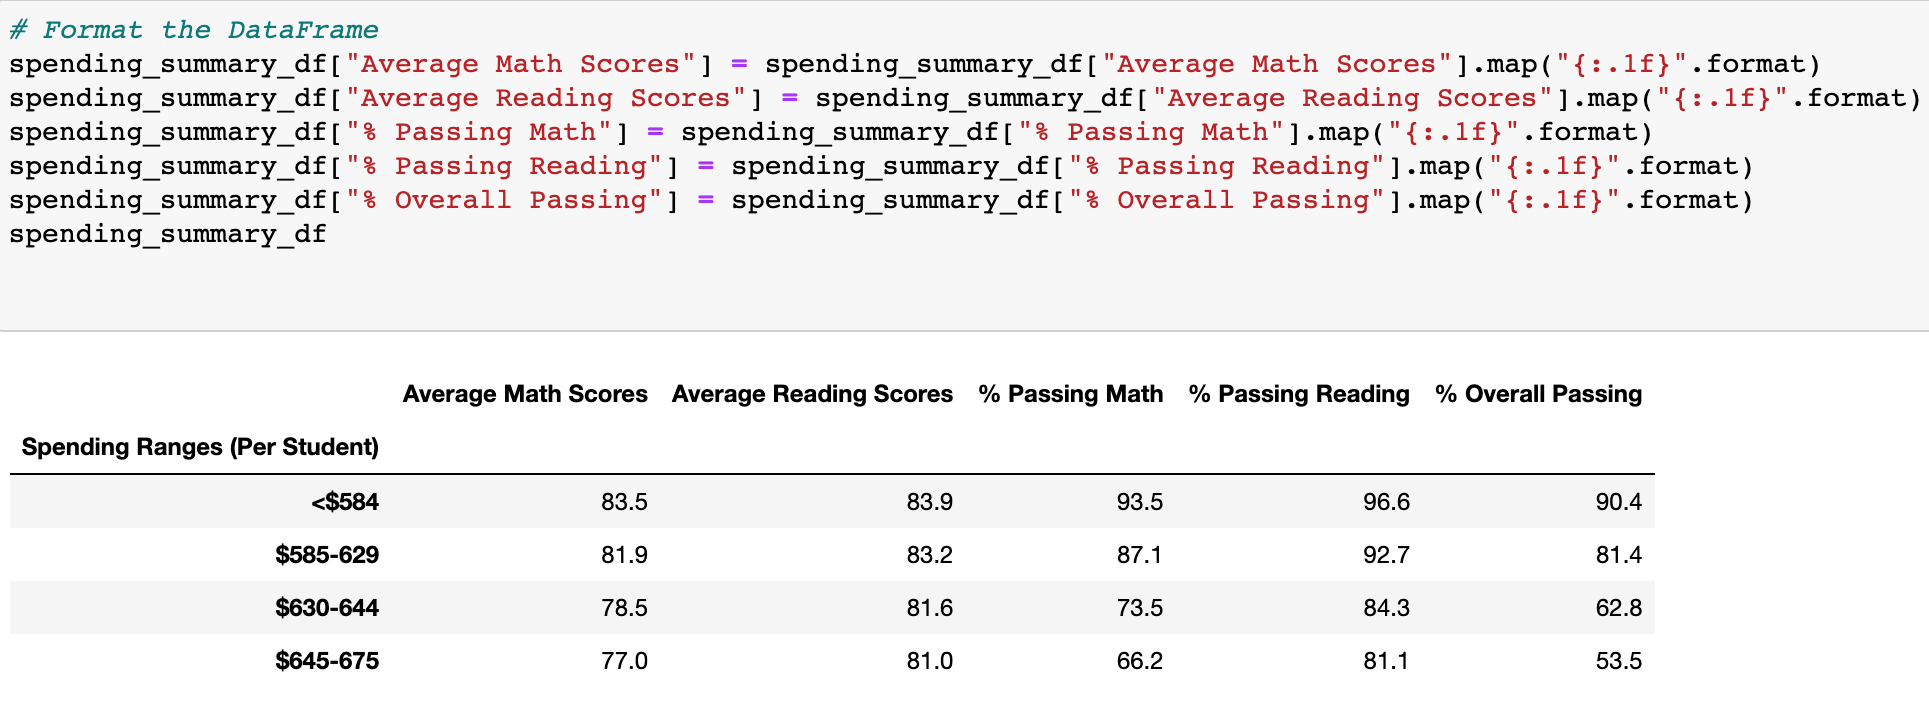 # Format the DataFrame
spending_summary_df["Average Math Scores"] = spending_summary_df["Average Math Scores"].map("{:.1f}".format)
spending_summary_df["Average Reading Scores"] = spending_summary_df["Average Reading Scores"].map("{:.1f}".format)
spending_summary_df["% Passing Math"] = spending_summary_df["% Passing Math"].map("{:.1f}".format)
spending_summary_df["% Passing Reading"] = spending_summary_df["% Passing Reading"].map("{:.1f}".format)
spending_summary_df["% Overall Passing"] = spending_summary_df["% Overall Passing"].map("{:.1f}".format)
spending_summary_df
Average Math Scores Average Reading Scores % Passing Math % Passing Reading % Overall Passing
Spending Ranges (Per Student)
<$584 83.5 83.9 93.5 96.6 90.4
$585-629 81.9 83.2 87.1 92.7 81.4
$630-644 78.5 81.6 73.5 84.3 62.8
$645-675 77.0 81.0 66.2 81.1 53.5